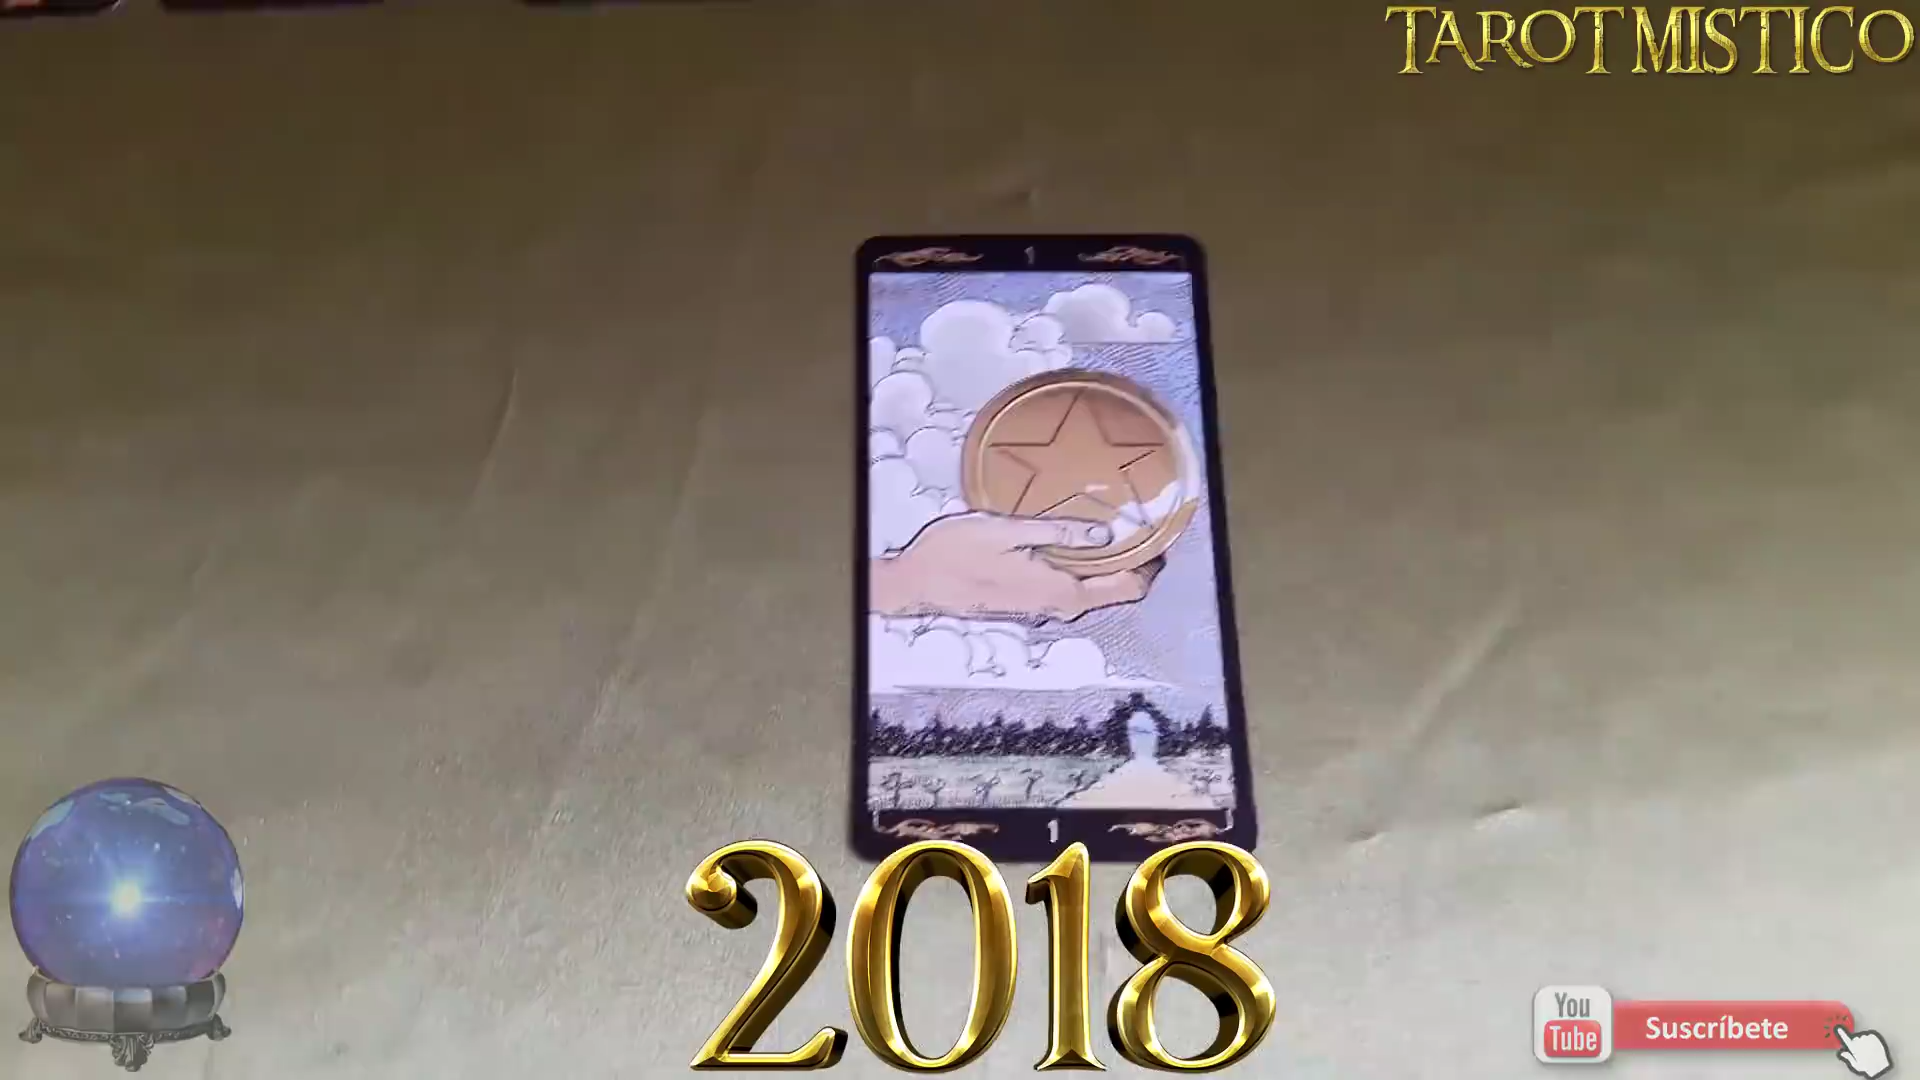 TAROT MISTICO
1
1
2018
You
Tube
Suscríbete